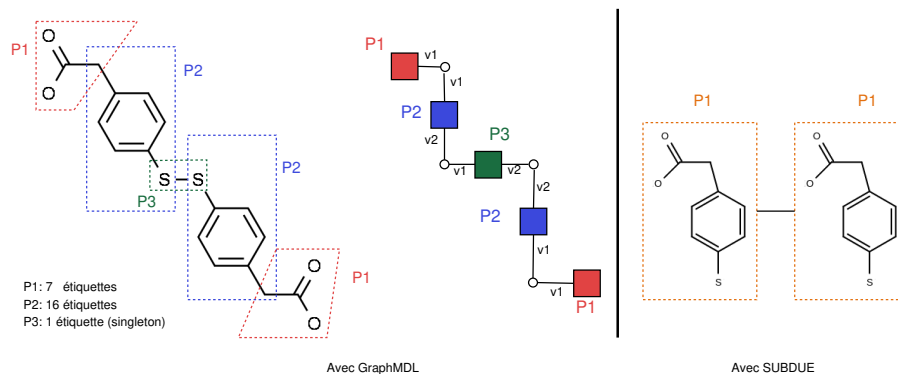 P1
O
O
P2
S
S
P3
P2
P1
O
O
P1: 7 étiquettes
P2: 16 étiquettes
P3: 1 étiquette (singleton)
P1
v1
v1
P2
v2
P3
v1
v2
v2
P2
v1
v1
P1
Avec GraphMDL
P1
P1
O
O
O
O
S
S
Avec SUBDUE